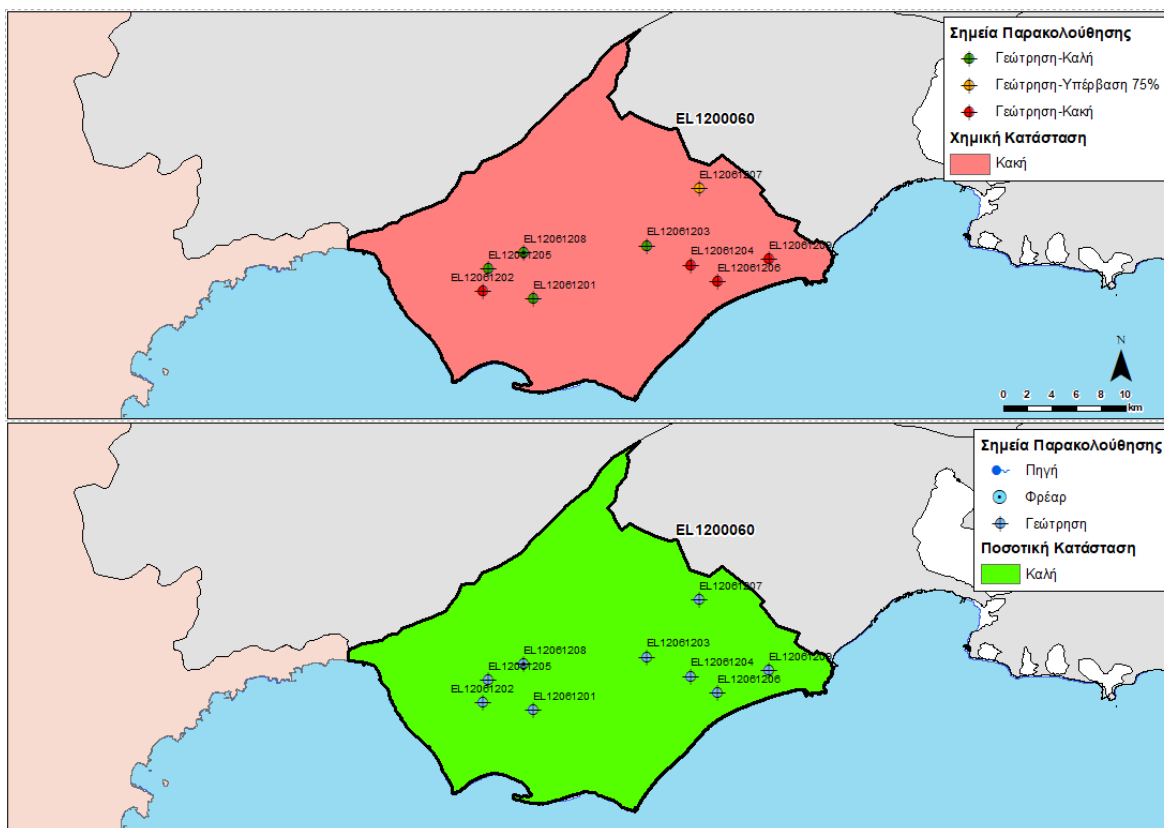 Σημεία Παρακολούθησης
Γεώτρηση-Καλή
Γεώτρηση-Υπέρβαση 75%
Γεώτρηση-Κακή
Χημική Κατάσταση
Κακή
EL1200060
EL12061207
EL12061203
EL12061208
EL12061204
EL12061209
EL12061205
EL12061206
EL12061202
EL12061201
N
0 2 4 6 8 10
km
Σημεία Παρακολούθησης
Πηγή
Φρέαρ
Γεώτρηση
Ποσοτική Κατάσταση
Καλή
EL1200060
EL12061207
EL12061203
EL12061208
EL12061204
EL12061209
EL12061205
EL12061206
EL12061202
EL12061201